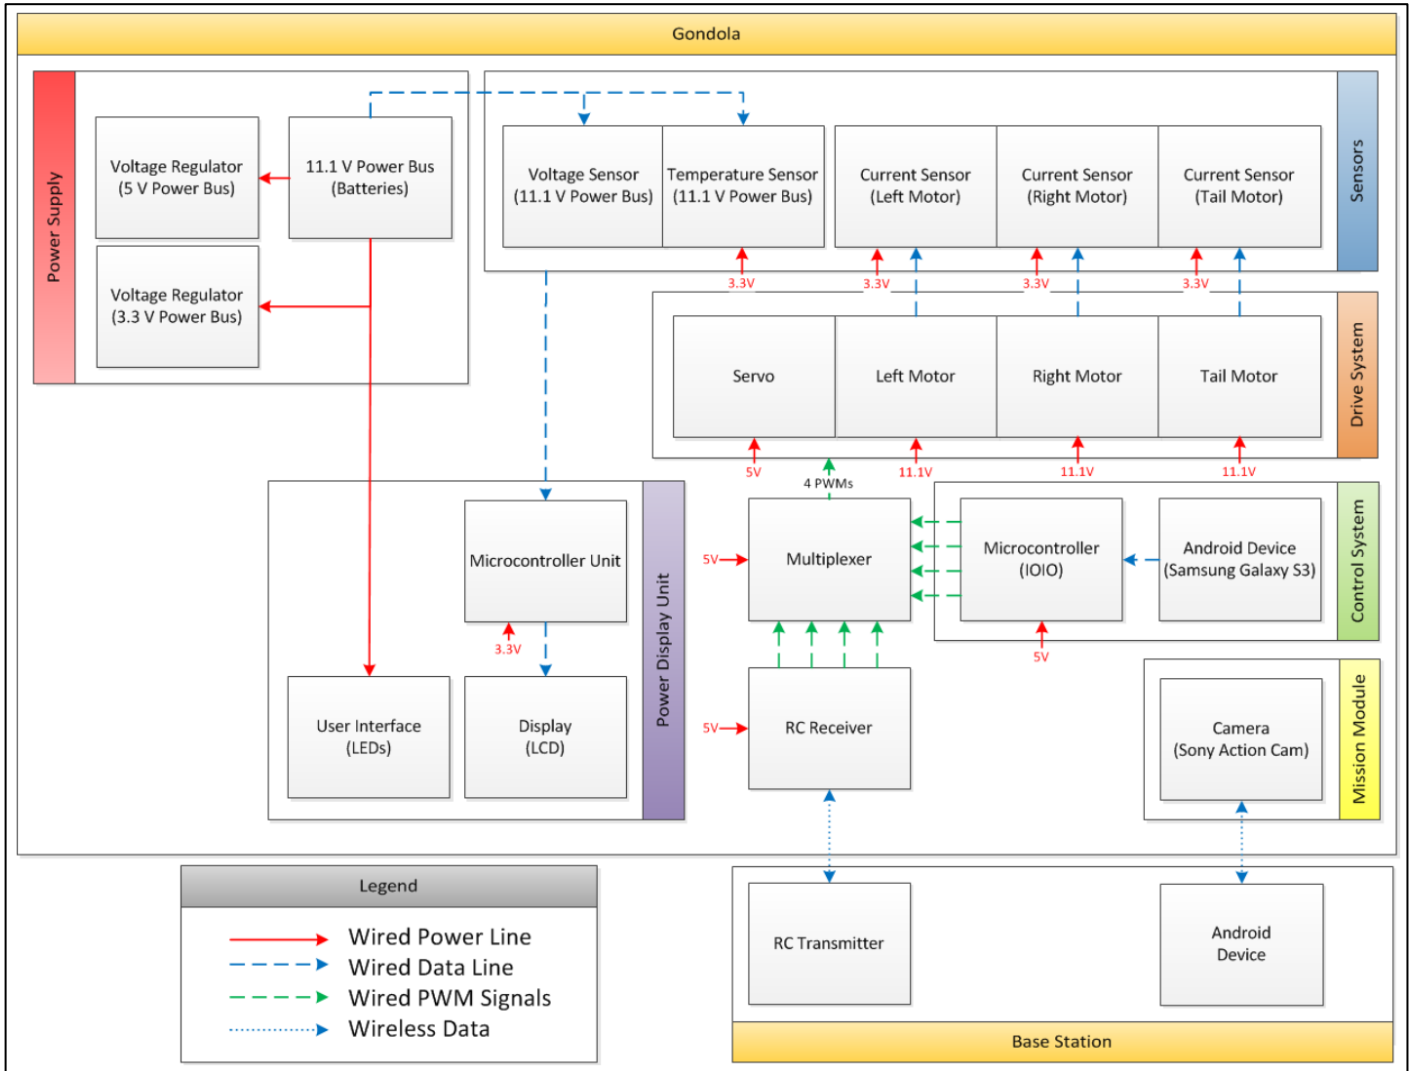 Gondola
Power Supply
Voltage Regulator
(5 V Power Bus)
11.1 V Power Bus
(Batteries)
Voltage Regulator
(3.3 V Power Bus)
Voltage Sensor
(11.1 V Power Bus)
Temperature Sensor
(11.1 V Power Bus)
Current Sensor
(Left Motor)
Current Sensor
(Right Motor)
Current Sensor
(Tail Motor)
Sensors
3.3V
3.3V
3.3V
3.3V
Servo
Left Motor
Right Motor
Tail Motor
Drive System
5V
11.1V
11.1V
11.1V
4 PWMs
Microcontroller Unit
3.3V
User Interface
(LEDs)
Display
(LCD)
Power Display Unit
5V
Multiplexer
Microcontroller
(IOIO)
Android Device
(Samsung Galaxy S3)
Control System
5V
5V
RC Receiver
Camera
(Sony Action Cam)
Mission Module
Legend
Wired Power Line
Wired Data Line
Wired PWM Signals
Wireless Data
RC Transmitter
Android
Device
Base Station